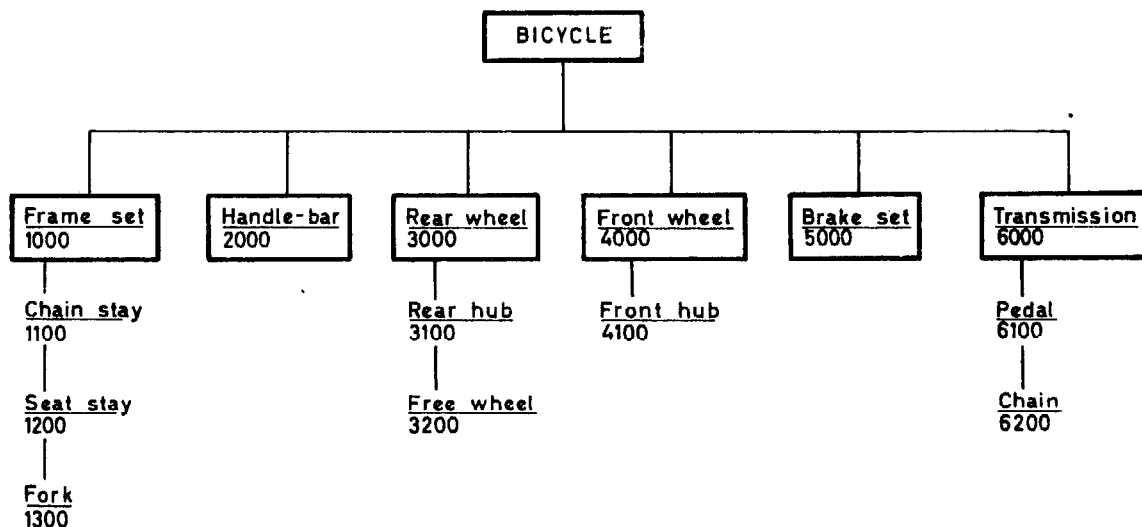 BICYCLE
Frame set
1000
Handle-bar
2000
Rear wheel
3000
Front wheel
4000
Brake set
5000
Transmission
6000
Chain stay
1100
Rear hub
3100
Front hub
4100
Pedal
6100
Seat stay
1200
Free wheel
3200
Chain
6200
Fork
1300